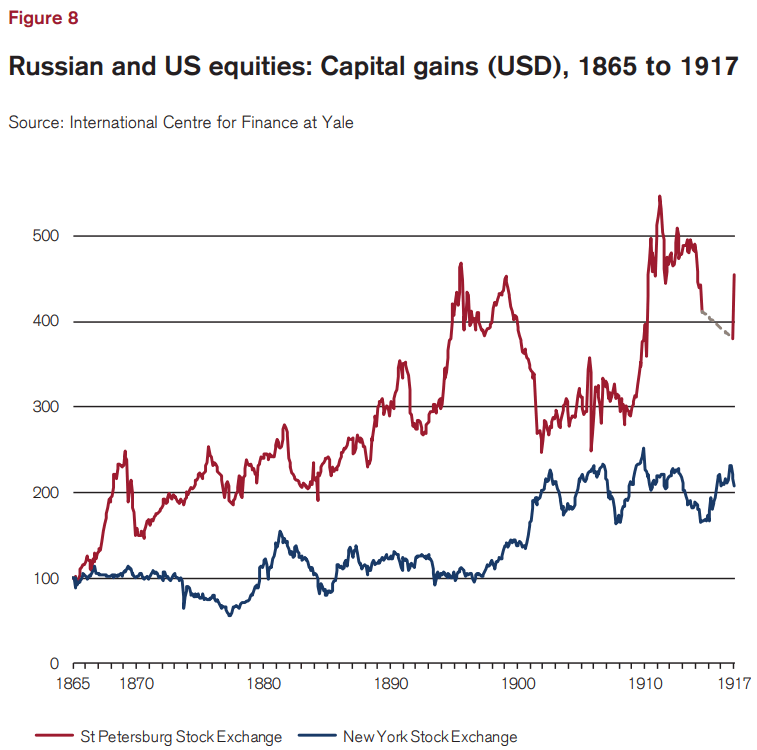 Figure 8
Russian and US equities: Capital gains (USD), 1865 to 1917
Source: International Centre for Finance at Yale
500
400
300
200
100
0
1865 1870 1880 1890 1900 1910 1917
St Petersburg Stock Exchange New York Stock Exchange